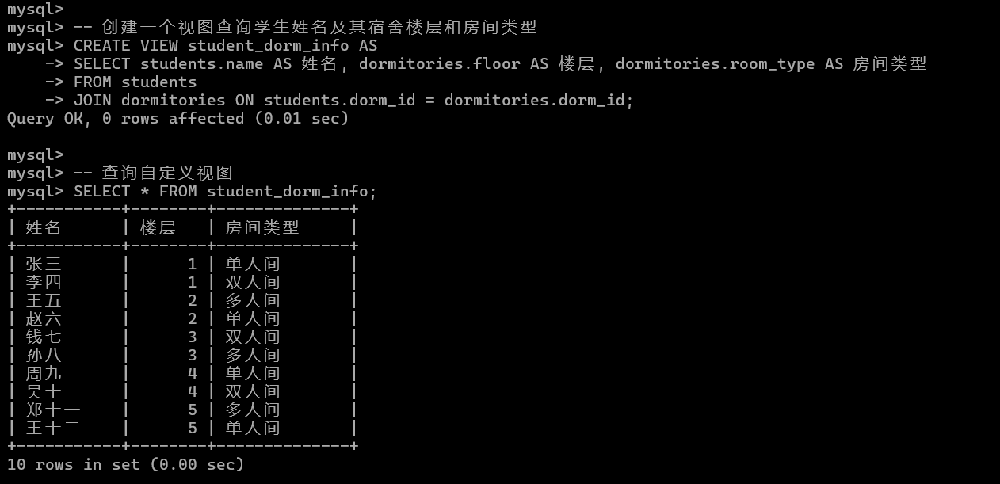 mysql>
mysql> -- 创建一个视图查询学生姓名及其宿舍楼层和房间类型
mysql> CREATE VIEW student_dorm_info AS
    -> SELECT students.name AS 姓名, dormitories.floor AS 楼层, dormitories.room_type AS 房间类型
    -> FROM students
    -> JOIN dormitories ON students.dorm_id = dormitories.dorm_id;
Query OK, 0 rows affected (0.01 sec)

mysql>
mysql> -- 查询自定义视图
mysql> SELECT * FROM student_dorm_info;
+-----------+--------+--------------+
| 姓名      | 楼层   | 房间类型     |
+-----------+--------+--------------+
| 张三      |      1 | 单人间       |
| 李四      |      1 | 双人间       |
| 王五      |      2 | 多人间       |
| 赵六      |      2 | 单人间       |
| 钱七      |      3 | 双人间       |
| 孙八      |      3 | 多人间       |
| 周九      |      4 | 单人间       |
| 吴十      |      4 | 双人间       |
| 郑十一    |      5 | 多人间       |
| 王十二    |      5 | 单人间       |
+-----------+--------+--------------+
10 rows in set (0.00 sec)